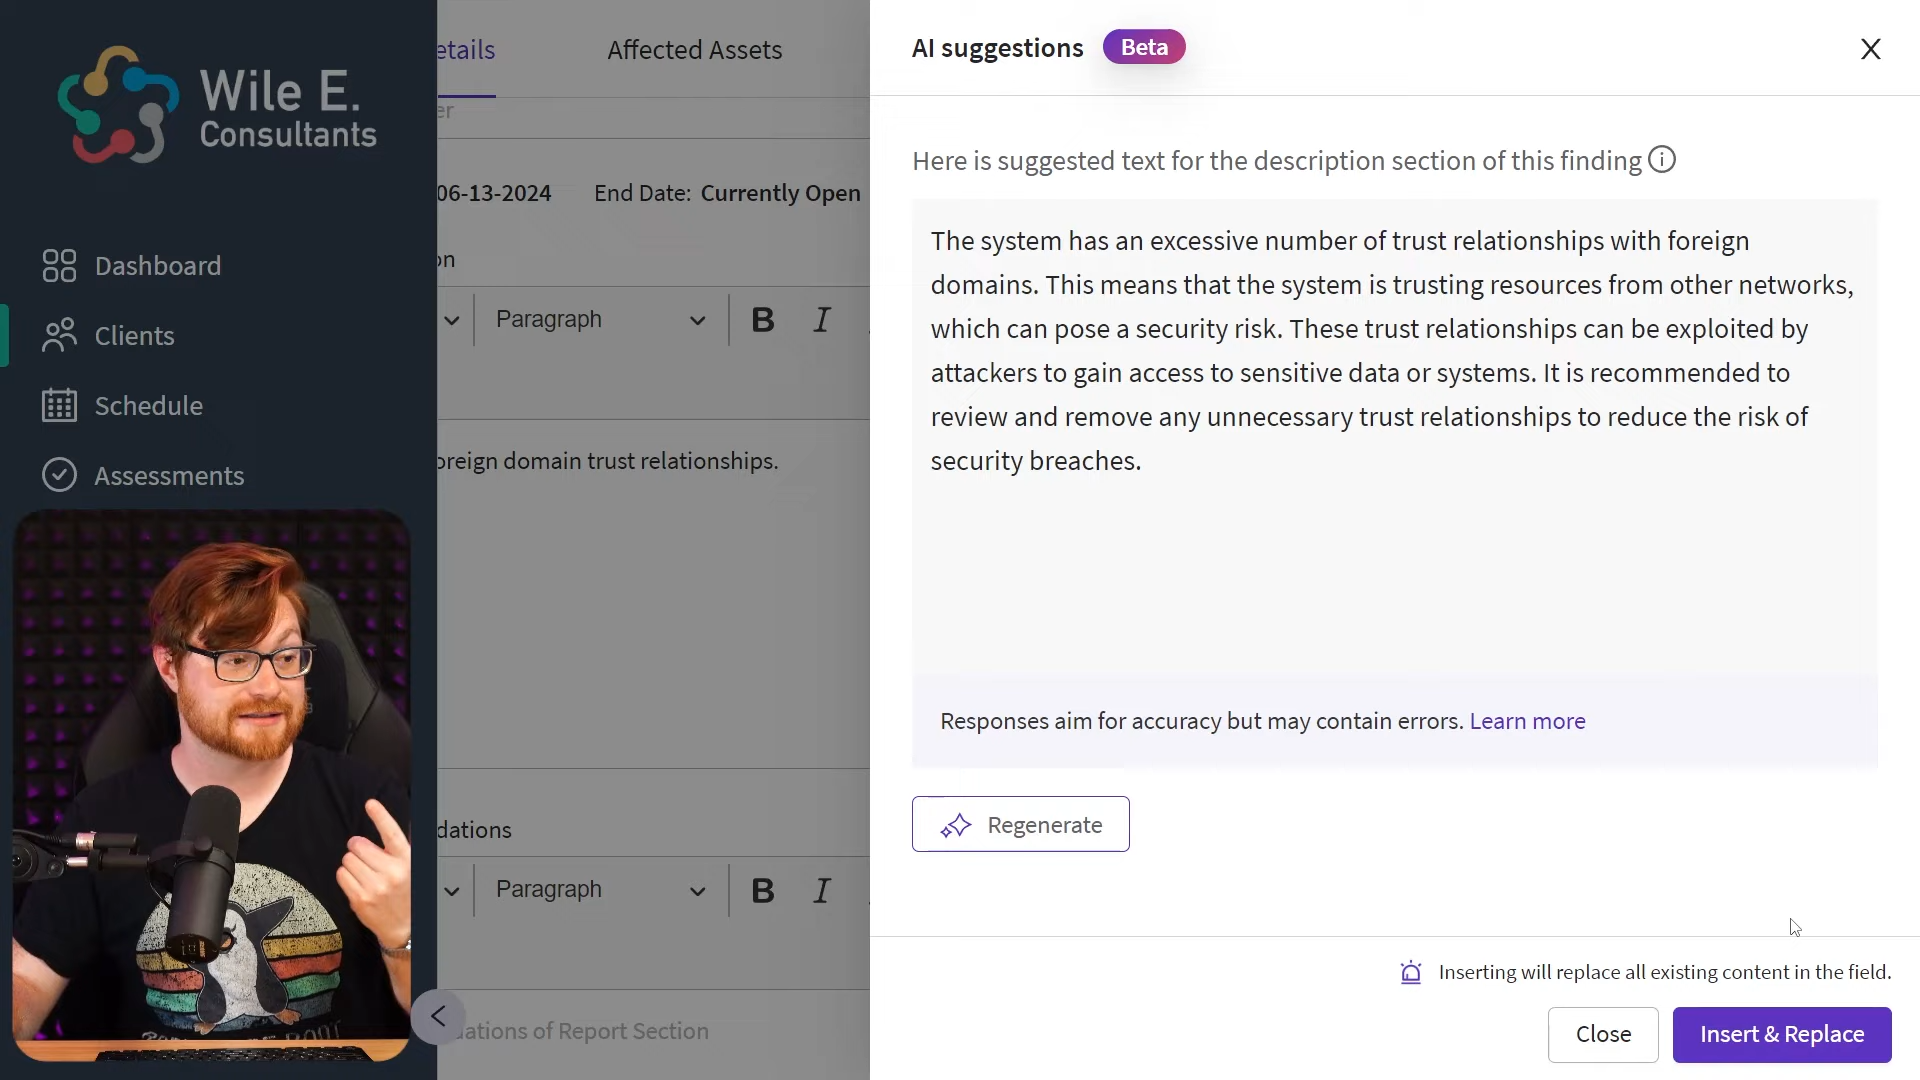 Wile E.
Consultants
Dashboard
Clients
Schedule
Assessments
etails
Affected Assets
er
06-13-2024 End Date: Currently Open
on
Paragraph B I
oreign domain trust relationships.
dations
Paragraph B I
ations of Report Section
AI suggestions Beta
Here is suggested text for the description section of this finding
The system has an excessive number of trust relationships with foreign
domains. This means that the system is trusting resources from other networks,
which can pose a security risk. These trust relationships can be exploited by
attackers to gain access to sensitive data or systems. It is recommended to
review and remove any unnecessary trust relationships to reduce the risk of
security breaches.
Responses aim for accuracy but may contain errors. Learn more
Regenerate
Inserting will replace all existing content in the field.
Close
Insert & Replace